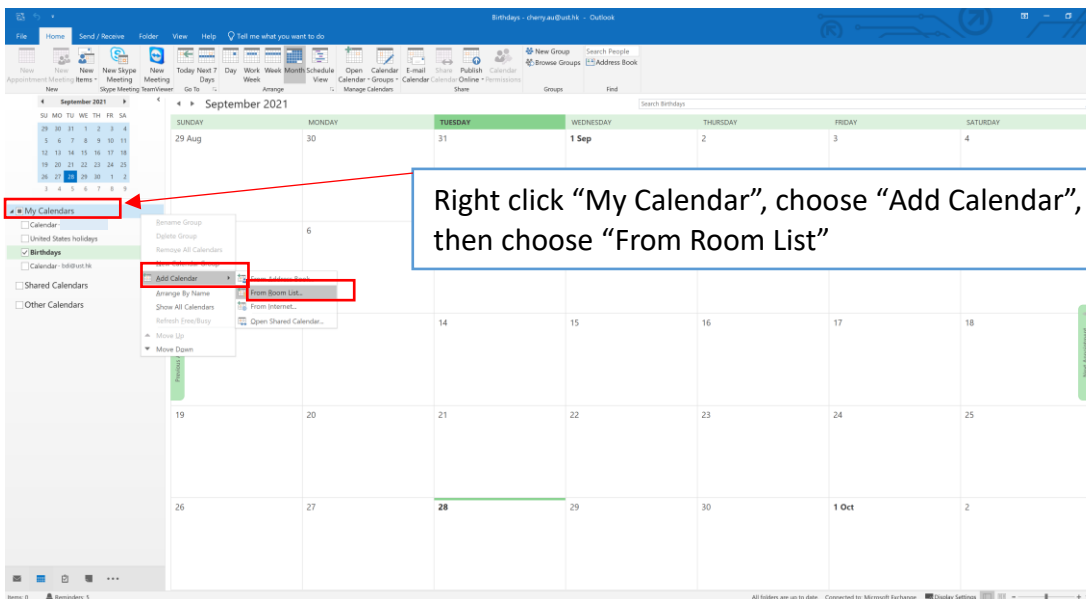 Birthdays - cherry.au@ust.hk - Outlook
File Home Send / Receive Folder View Help Tell me what you want to do
New Appointment
New Meeting
New Items
New Skype Meeting
New Meeting
Today
Next 7 Days
Day
Work Week
Week
Month
Schedule View
Open Calendar
Calendar Groups
E-mail Calendar
Share Calendar
Publish Online
Calendar Permissions
New Group
Browse Groups
Search People
Address Book
New Skype Meeting TeamViewer Go To Arrange Manage Calendars Share Groups Find
September 2021
SU MO TU WE TH FR SA
29 30 31 1 2 3 4
5 6 7 8 9 10 11
12 13 14 15 16 17 18
19 20 21 22 23 24 25
26 27 28 29 30 1 2
3 4 5 6 7 8 9
My Calendars
Calendar
United States holidays
Birthdays
Shared Calendars
Other Calendars
September 2021
Search Birthdays
SUNDAY MONDAY TUESDAY WEDNESDAY THURSDAY FRIDAY SATURDAY
29 Aug 30 31 1 Sep 2 3 4
Right click “My Calendar”, choose “Add Calendar”,
then choose “From Room List”
6
Rename Group
Delete Group
Remove All Calendars
New Calendar Group
Add Calendar
Arrange By Name
Show All Calendars
Refresh Free/Busy
Move Up
Move Down
From Address Book...
From Room List...
From Internet...
Open Shared Calendar...
14 15 16 17 18
19 20 21 22 23 24 25
26 27 28 29 30 1 Oct 2
Items: 0 Reminders: 5
All folders are up to date. Connected to: Microsoft Exchange Display Settings